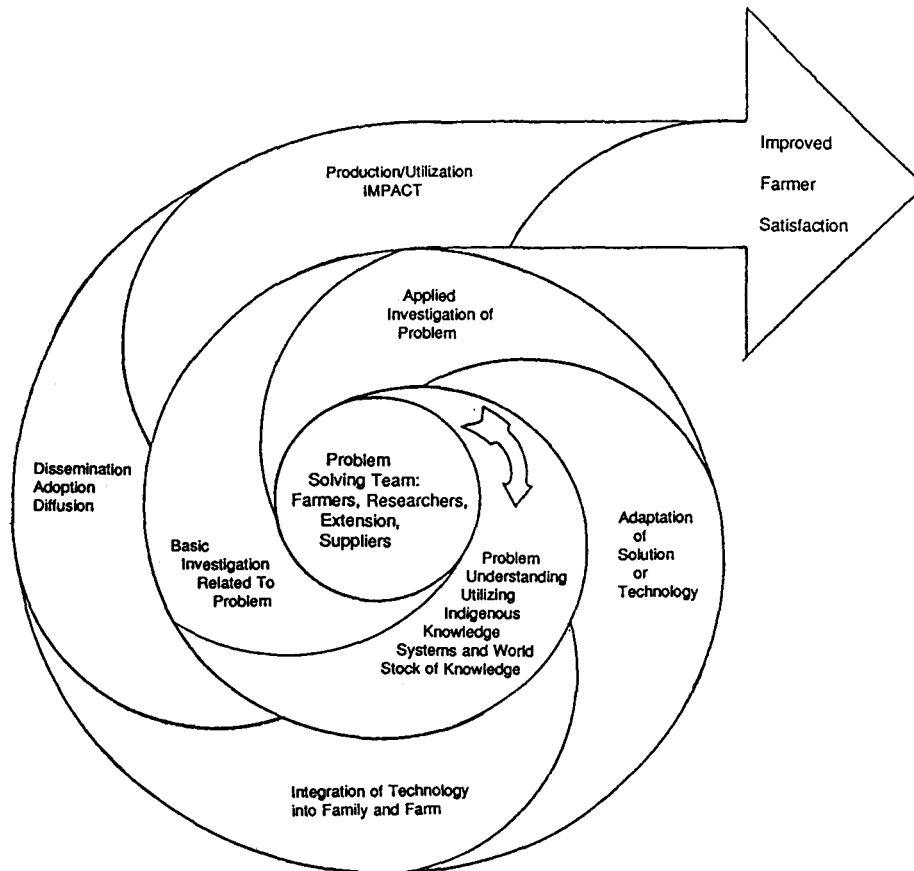 Production/Utilization
IMPACT
Improved
Farmer
Satisfaction
Applied
Investigation of
Problem
Problem
Solving Team:
Farmers, Researchers,
Extension,
Suppliers
Dissemination
Adoption
Diffusion
Basic
Investigation
Related To
Problem
Problem
Understanding
Utilizing
Indigenous
Knowledge
Systems and World
Stock of Knowledge
Adaptation
of
Solution
or
Technology
Integration of Technology
into Family and Farm